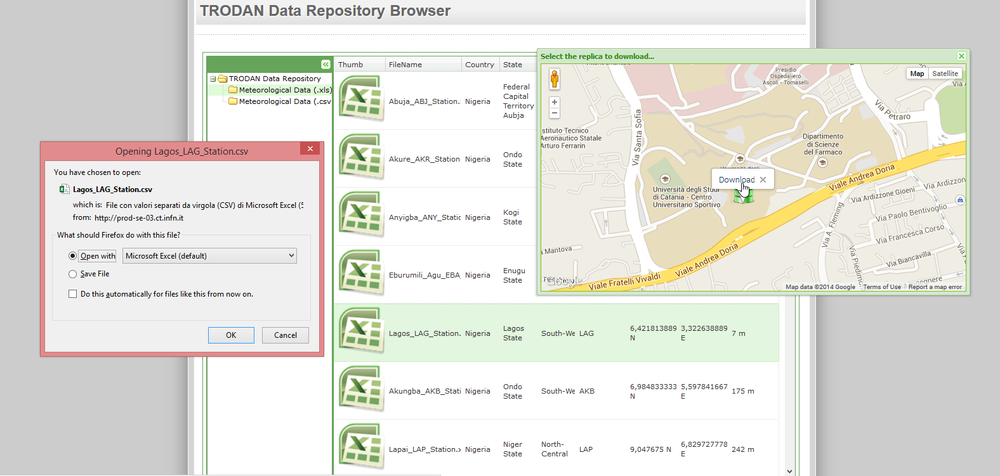 TRODAN Data Repository Browser
TRODAN Data Repository
Meteorological Data (.xls)
Meteorological Data (.csv
Thumb FileName Country State
Abuja_ABJ_Station. Nigeria Federal
Capital
Territory
Aubja
Akure_AKR_Station Nigeria Ondo
State
Anyigba_ANY_Static Nigeria Kogi
State
Eburumili_Agu_EBA_ Nigeria Enugu
State
Lagos_LAG_Station. Nigeria Lagos
State South-We LAG 6,421813889
N 3,322638889
E 7 m
Akungba_AKB_Stati Nigeria Ondo
State South-We AKB 6,984833333
N 5,597841667
E 175 m
Lapai_LAP_Station.x Nigeria Niger
State North-
Central LAP 9,047675 N 6,829727778
E 242 m
Opening Lagos_LAG_Station.csv
You have chosen to open:
Lagos_LAG_Station.csv
which is: File con valori separati da virgola (CSV) di Microsoft Excel (5
from: http://prod-se-03.ct.infn.it
What should Firefox do with this file?
Open with Microsoft Excel (default)
Save File
Do this automatically for files like this from now on.
OK Cancel
Select the replica to download...
Map Satellite
Presidio
Ospedaliero
Ascoli - Tomaselli
Via A
Via Petraro
Via Santa Sofia
stituto Tecnico
Aeronautico Statale
Arturo Ferrarin
Dipartimento
di Scienze
del Farmaco
Viale Andrea Doria
Università degli
Download
Università degli Studi
di Catania - Centro
Universitario Sportivo
Via Ardizzone Gioeni
Via Ardizzon
Via Paolo Bentivoglio
Via A. Fleming
Via Francesca Corso
a Mantova
Via Biancavilla
Via Piedimo
Viale Andrea Doria
Viale Fratelli Vivaldi
Google
Map data ©2014 Google Terms of Use Report a map error